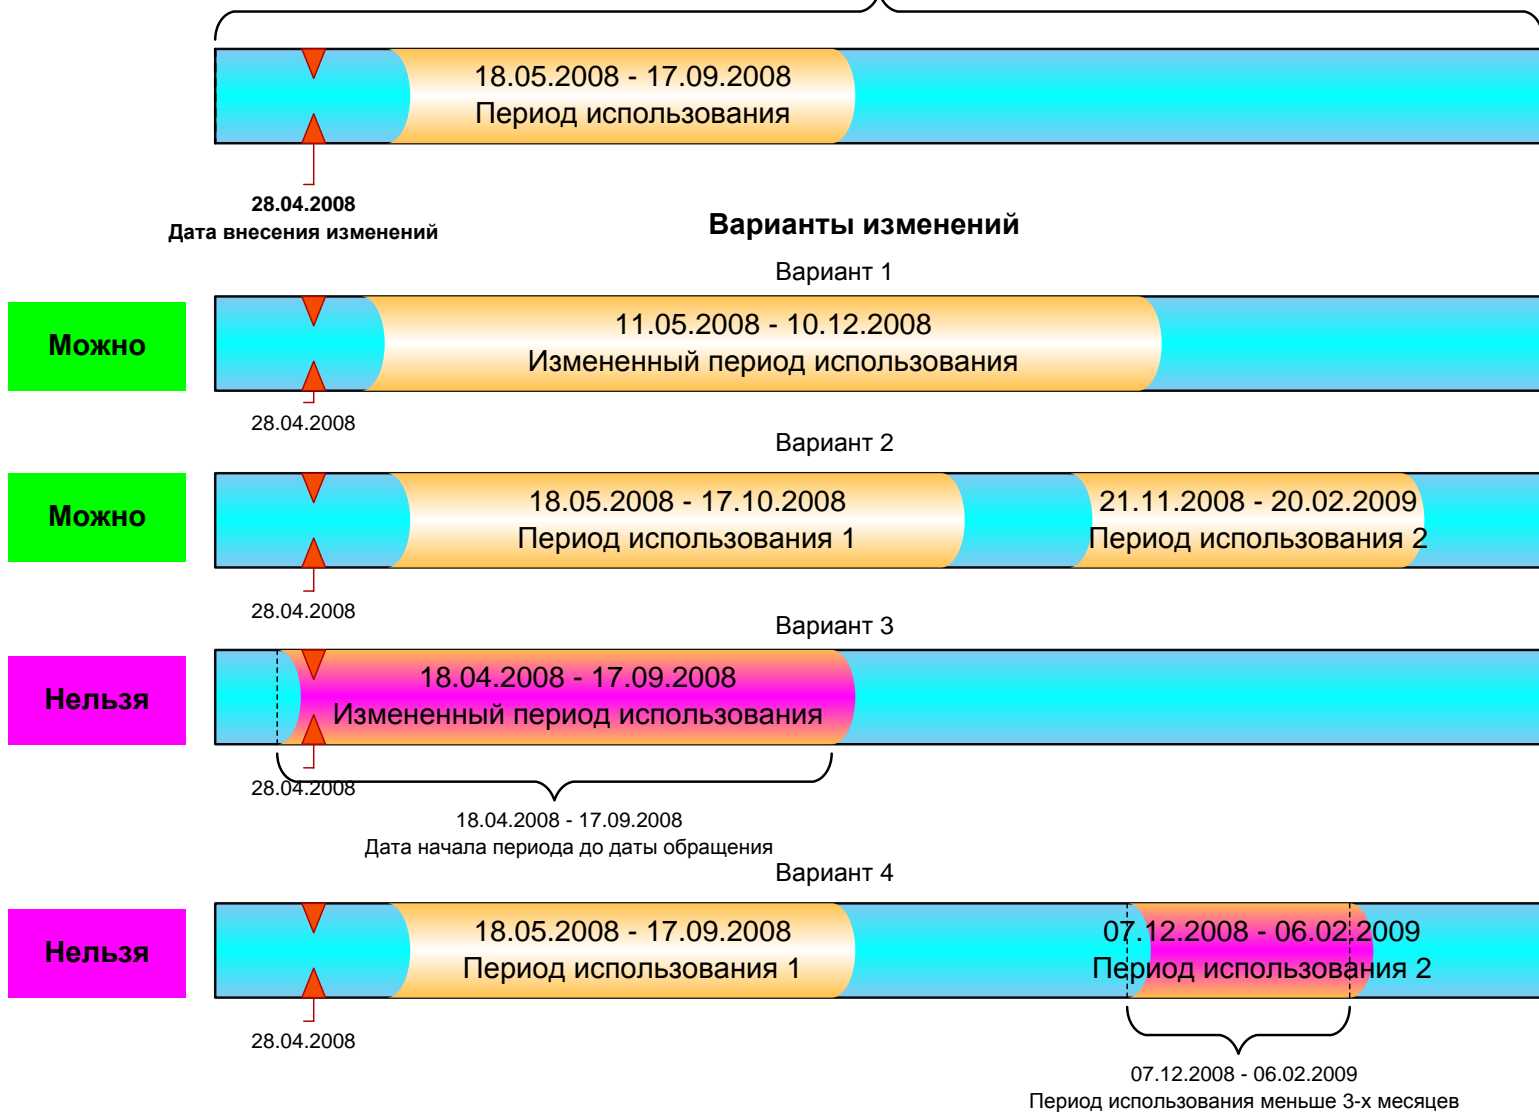 18.05.2008 - 17.09.2008
Период использования
28.04.2008
Дата внесения изменений
Варианты изменений
Вариант 1
Можно
11.05.2008 - 10.12.2008
Измененный период использования
28.04.2008
Вариант 2
Можно
18.05.2008 - 17.10.2008
Период использования 1
21.11.2008 - 20.02.2009
Период использования 2
28.04.2008
Вариант 3
Нельзя
18.04.2008 - 17.09.2008
Измененный период использования
28.04.2008
18.04.2008 - 17.09.2008
Дата начала периода до даты обращения
Вариант 4
Нельзя
18.05.2008 - 17.09.2008
Период использования 1
07.12.2008 - 06.02.2009
Период использования 2
28.04.2008
07.12.2008 - 06.02.2009
Период использования меньше 3-х месяцев